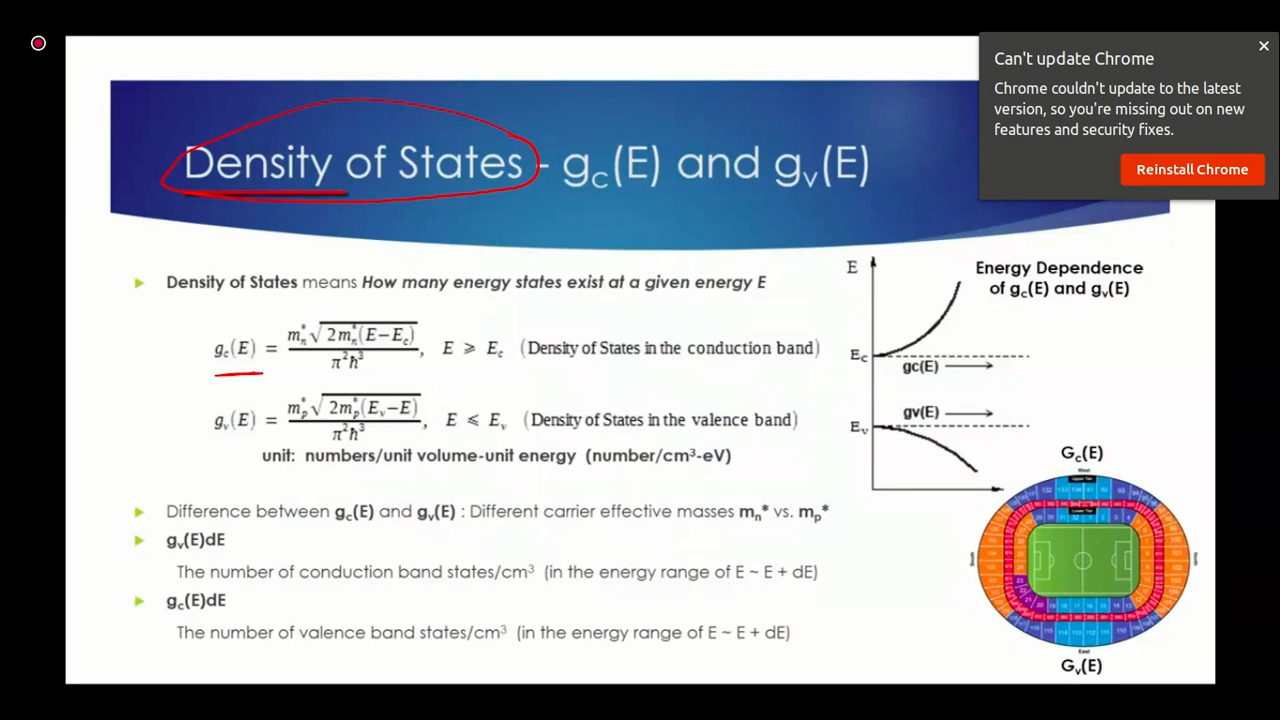 Can't update Chrome
Chrome couldn't update to the latest
version, so you're missing out on new
features and security fixes.
Reinstall Chrome
Density of States - gc(E) and gv(E)
Density of States means How many energy states exist at a given energy E
gc(E) = mn*√2mn*(E−Ec) / π²ħ³, E ⩾ Ec (Density of States in the conduction band)
gv(E) = mp*√2mp*(Ev−E) / π²ħ³, E ⩽ Ev (Density of States in the valence band)
unit: numbers/unit volume-unit energy (number/cm³-eV)
Difference between gc(E) and gv(E) : Different carrier effective masses mn* vs. mp*
gv(E)dE
The number of conduction band states/cm³ (in the energy range of E ~ E + dE)
gc(E)dE
The number of valence band states/cm³ (in the energy range of E ~ E + dE)
E
Energy Dependence
of gc(E) and gv(E)
Ec
gc(E)
gv(E)
Ev
Gc(E)
West
Upper Tier
Lower Tier
East
Gv(E)